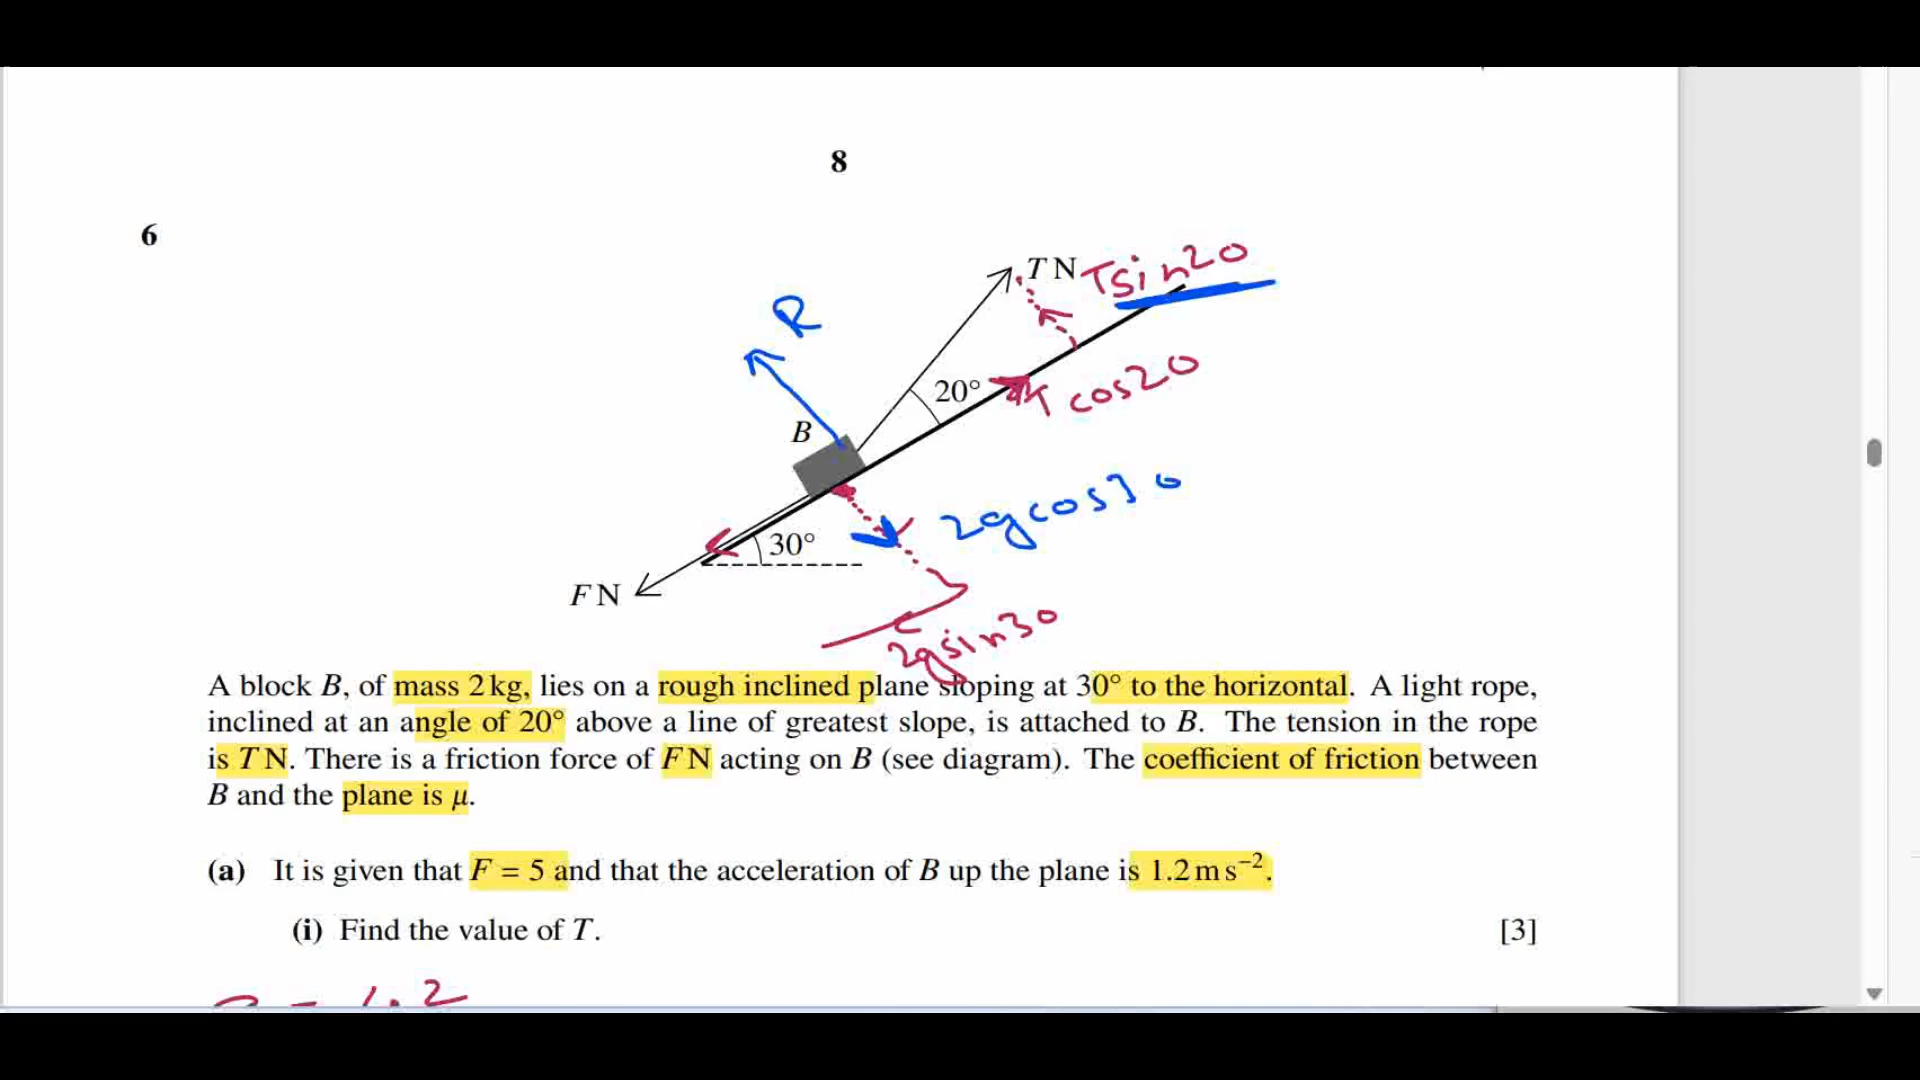 8
6
T N Tsin20
R
20°
Tcos20
B
2gcos30
30°
F N
2gsin30
A block B, of mass 2 kg, lies on a rough inclined plane sloping at 30° to the horizontal. A light rope,
inclined at an angle of 20° above a line of greatest slope, is attached to B. The tension in the rope
is T N. There is a friction force of F N acting on B (see diagram). The coefficient of friction between
B and the plane is μ.
(a) It is given that F = 5 and that the acceleration of B up the plane is 1.2 m s⁻².
(i) Find the value of T. [3]